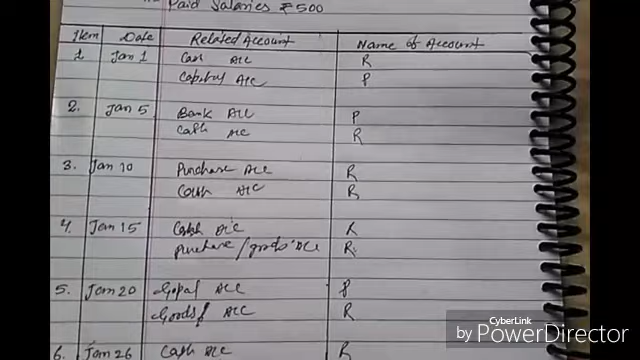 Paid Salaries ₹500
Item Date Related Account Name of Account
1. Jan 1 Cash A/C R
Capital A/C P
2. Jan 5 Bank A/C P
Cash A/C R
3. Jan 10 Purchase A/C R
Cash A/C R
4. Jan 15 Cash A/C R
Purchase/goods A/C R
5. Jan 20 Gopal A/C P
Goods A/C R
6. Jan 26 Cash A/C R
CyberLink
by PowerDirector